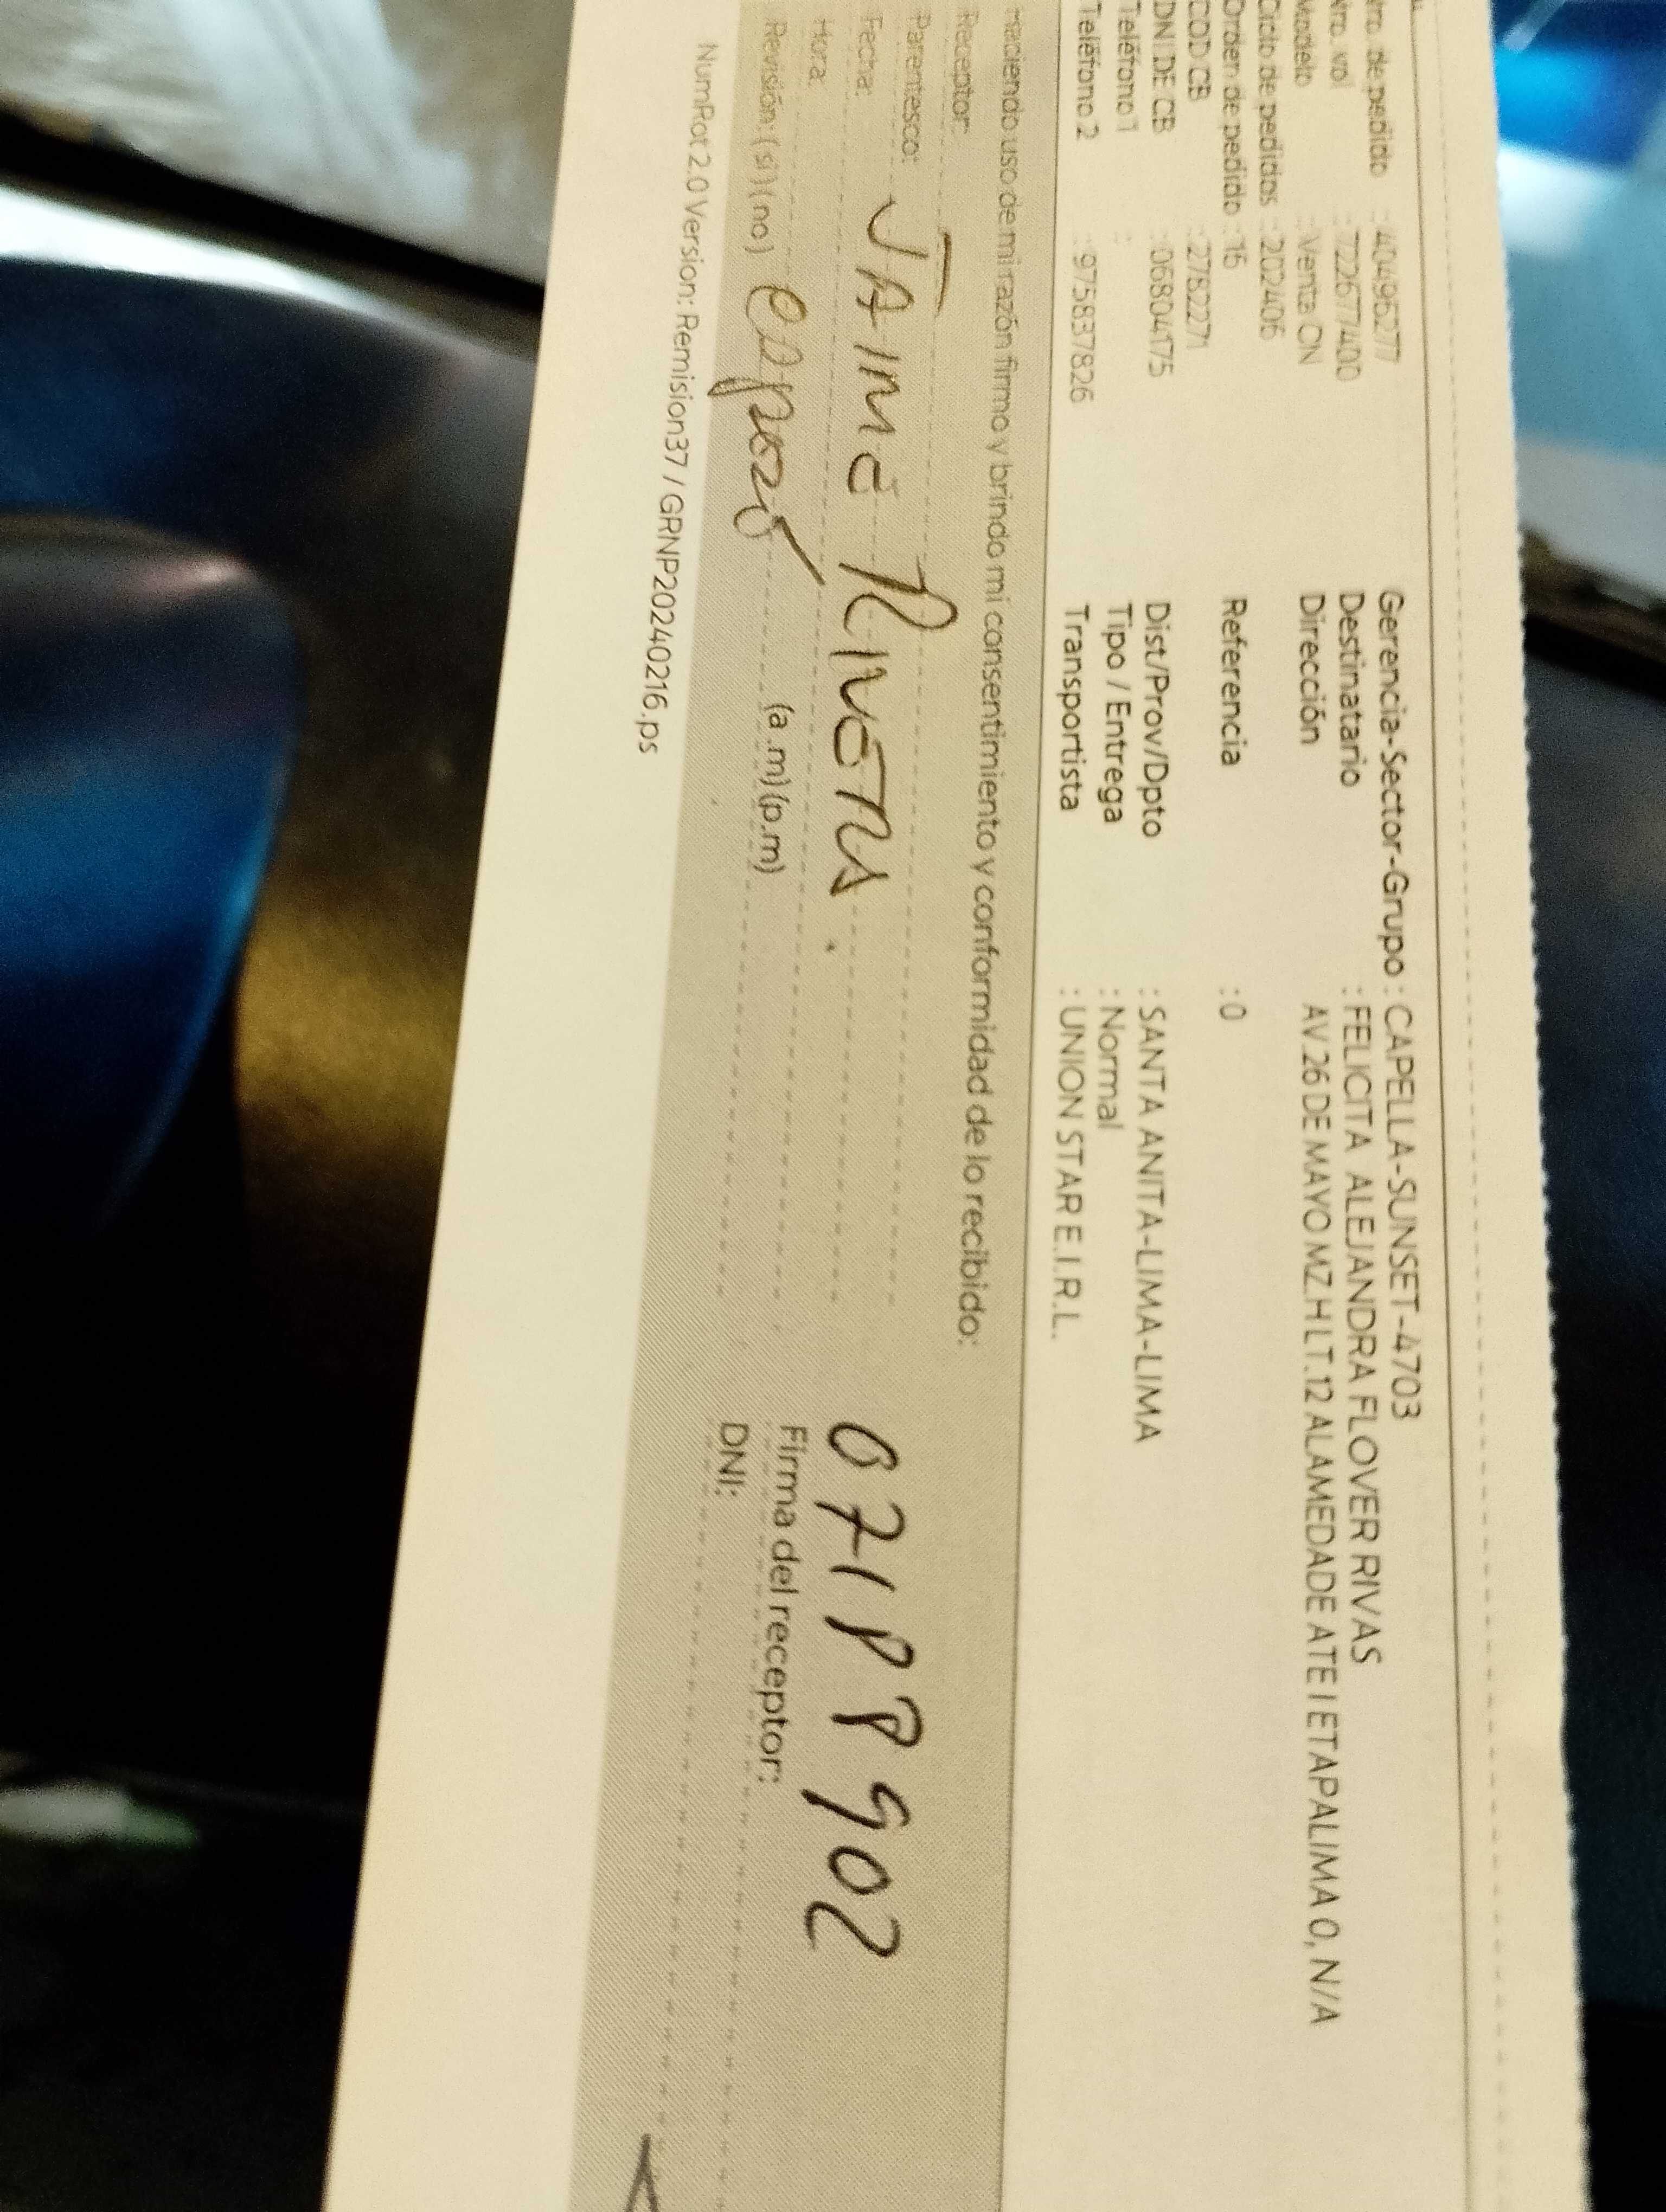 Nro. de pedido : 404965277
Gerencia-Sector-Grupo : CAPELLA-SUNSET-4703
Nro. vol : 7226774000
Destinatario : FELICITA ALEJANDRA FLOVER RIVAS
Modelo : Venta CN
Dirección AV.26 DE MAYO MZ.H LT.12 ALAMEDADE ATE I ETAPALIMA 0, N/A
Ciclo de pedidos : 202406
Orden de pedido : 16
Referencia : 0
COD CB : 2782271
DNI DE CB : 06804175
Dist/Prov/Dpto : SANTA ANITA-LIMA-LIMA
Teléfono 1 :
Tipo / Entrega : Normal
Teléfono 2 : 975837826
Transportista : UNION STAR E.I.R.L.
Haciendo uso de mi razón firmo y brindo mi consentimiento y conformidad de lo recibido:
Receptor:
Parentesco:
JAIME RIVERA.
Fecha:
Hora:
(a.m)(p.m)
Revisión: (si) (no)
esposo
Firma del receptor:
DNI:
NumRot 2.0 Version: Remision37 / GRNP20240216.ps